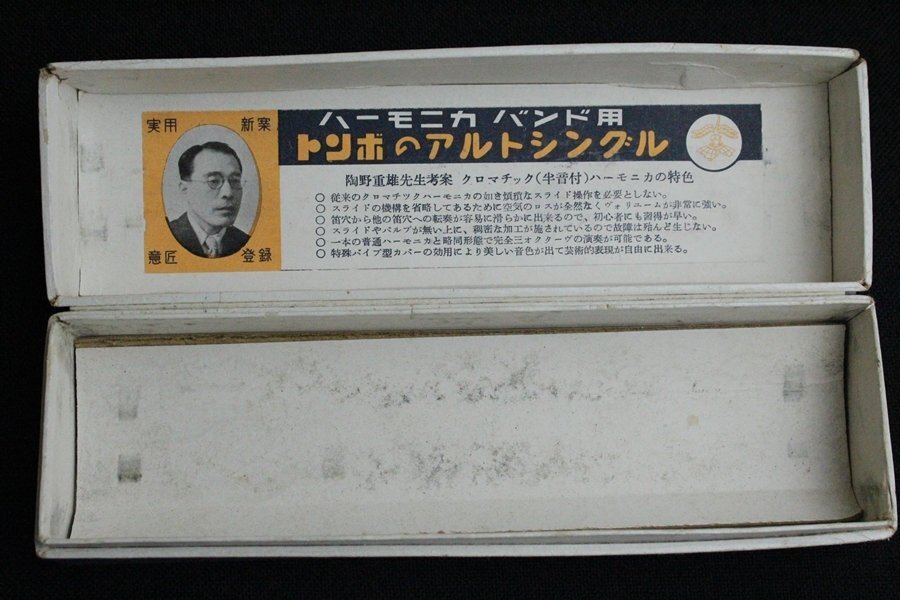 実用 新案
意匠 登録
ハーモニカ バンド用
トンボのアルトシングル
陶野重雄先生考案 クロマチック(半音付)ハーモニカの特色
○ 従来のクロマチックハーモニカの如き煩瑣なスライド操作を必要としない。
○ スライドの機構を省略してあるために空気のロスが全然なくヴォリユームが非常に強い。
○ 笛穴から他の笛穴への転奏が容易に滑らかに出来るので、初心者にも習得が早い。
○ スライドやバルブが無い上に、稠密な加工が施されているので故障は殆んど生じない。
○ 一本の普通ハーモニカと略同形態で完全三オクターヴの演奏が可能である。
○ 特殊パイプ型カバーの効用により美しい音色が出て芸術的表現が自由に出来る。